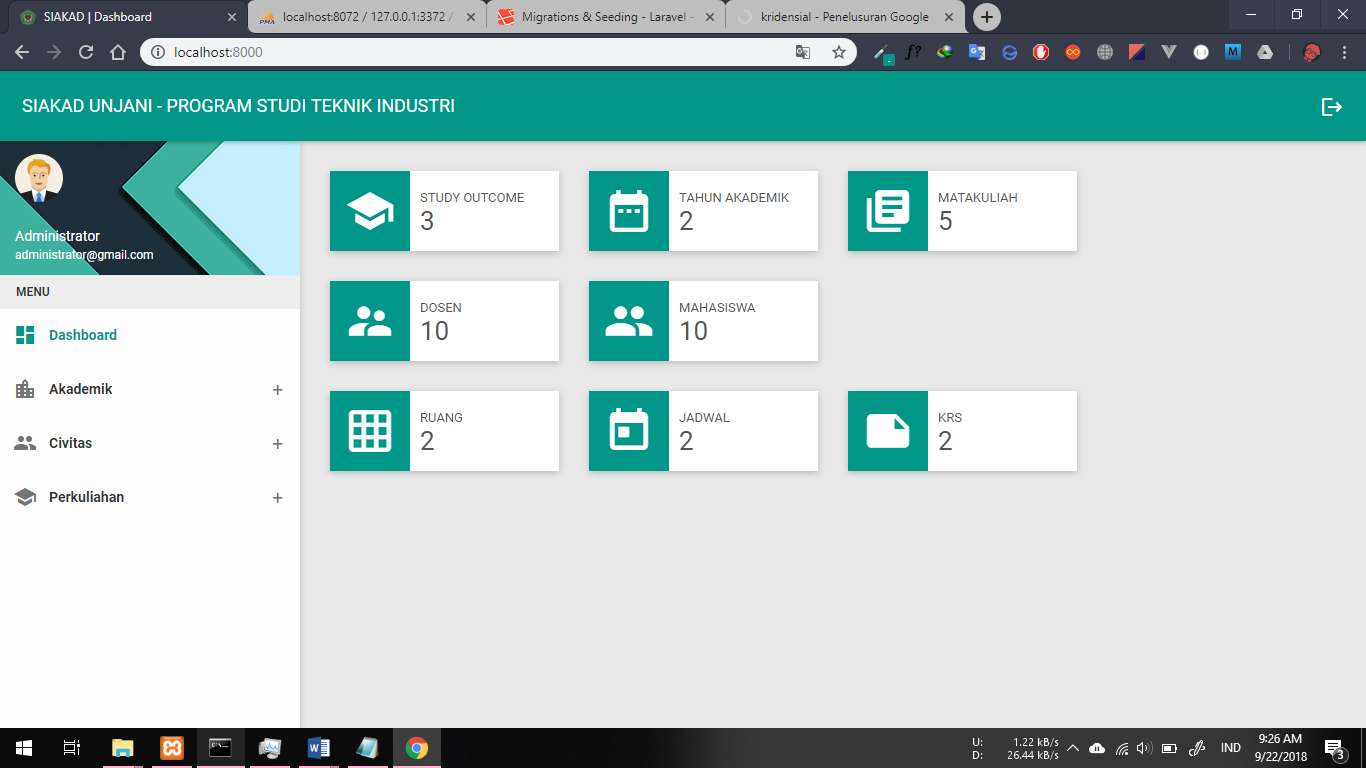 SIAKAD | Dashboard
localhost:8072 / 127.0.0.1:3372 /
Migrations & Seeding - Laravel -
kridensial - Penelusuran Google
localhost:8000
f?
M
SIAKAD UNJANI - PROGRAM STUDI TEKNIK INDUSTRI
Administrator
administrator@gmail.com
MENU
Dashboard
Akademik +
Civitas +
Perkuliahan +
STUDY OUTCOME
3
TAHUN AKADEMIK
2
MATAKULIAH
5
DOSEN
10
MAHASISWA
10
RUANG
2
JADWAL
2
KRS
2
U: 1.22 kB/s
D: 26.44 kB/s
IND
9:26 AM
9/22/2018
3